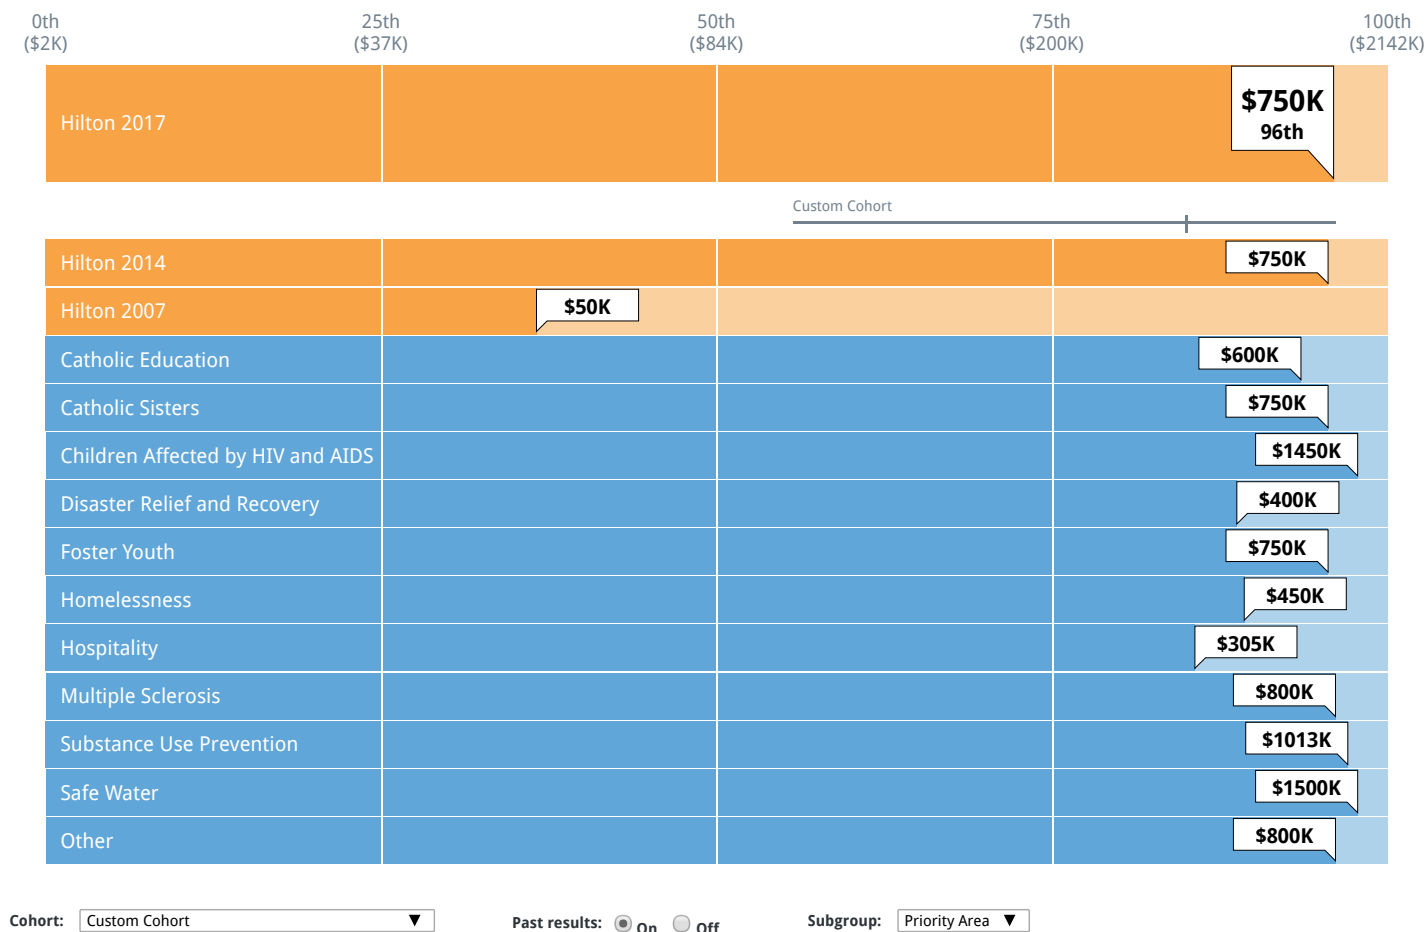 0th 25th 50th 75th 100th
($2K) ($37K) ($84K) ($200K) ($2142K)
Hilton 2017 $750K
96th
Custom Cohort
Hilton 2014 $750K
Hilton 2007 $50K
Catholic Education $600K
Catholic Sisters $750K
Children Affected by HIV and AIDS $1450K
Disaster Relief and Recovery $400K
Foster Youth $750K
Homelessness $450K
Hospitality $305K
Multiple Sclerosis $800K
Substance Use Prevention $1013K
Safe Water $1500K
Other $800K
Cohort: Custom Cohort Past results: On Off Subgroup: Priority Area